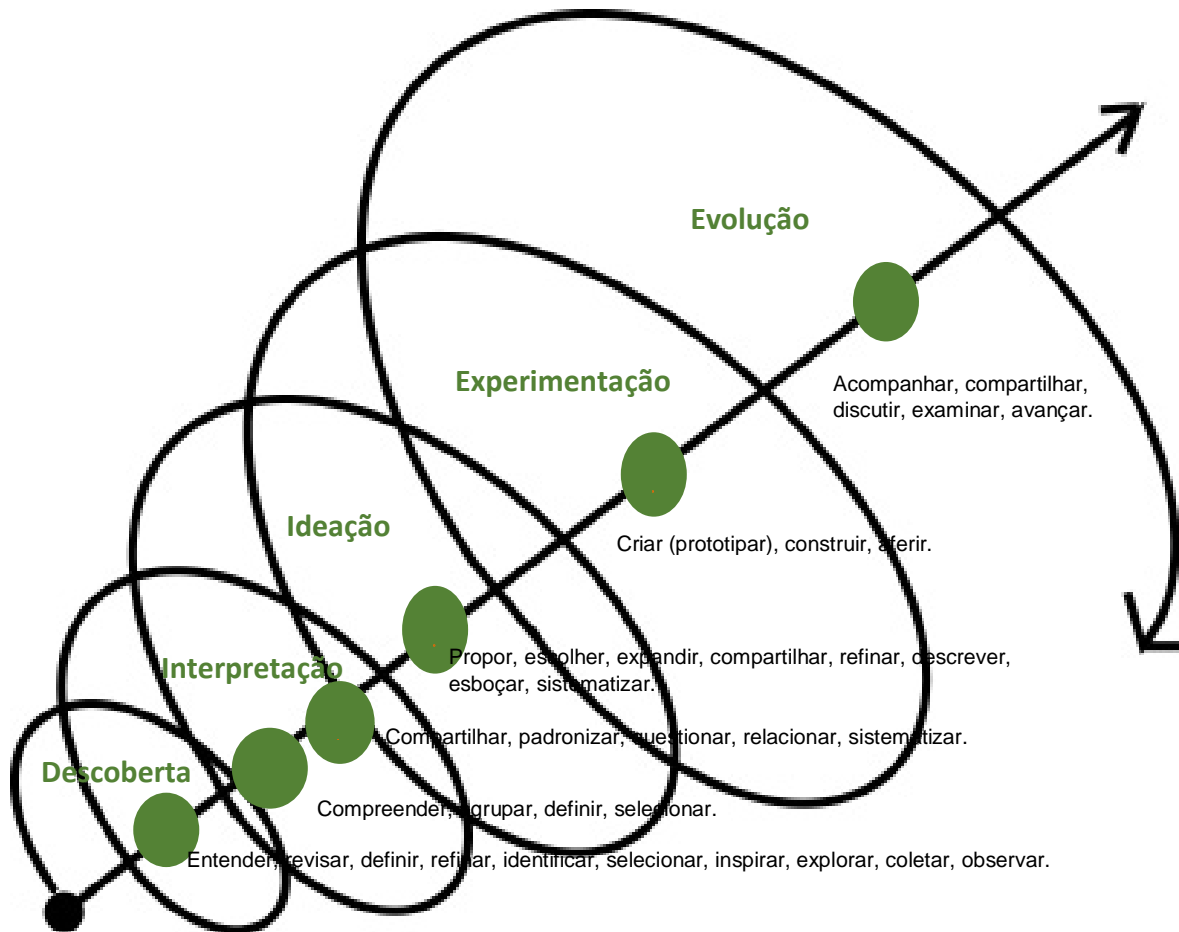 Evolução
Acompanhar, compartilhar,
discutir, examinar, avançar.
Experimentação
Criar (prototipar), construir, aferir.
Ideação
Propor, escolher, expandir, compartilhar, refinar, descrever,
esboçar, sistematizar.
Interpretação
Compartilhar, padronizar, questionar, relacionar, sistematizar.
Descoberta
Compreender, agrupar, definir, selecionar.
Entender, revisar, definir, refinar, identificar, selecionar, inspirar, explorar, coletar, observar.